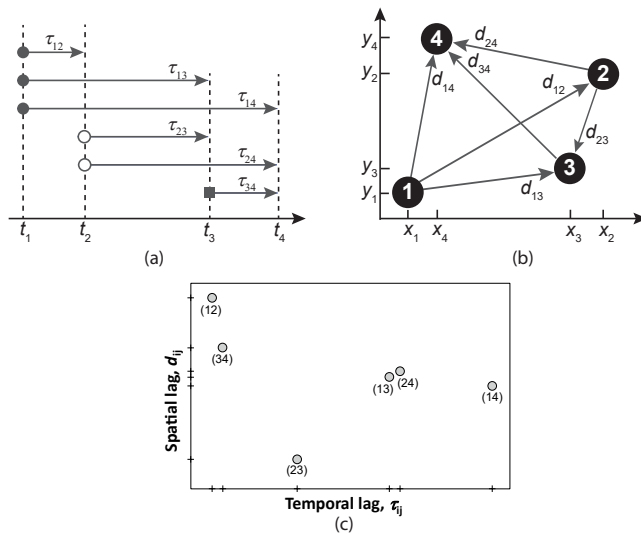 τ12
τ13
τ14
τ23
τ24
τ34
t1 t2 t3 t4
(a)
y4
y2
y3
y1
4
2
3
1
d24
d34
d12
d14
d23
d13
x1 x4 x3 x2
(b)
Spatial lag, dij
(12)
(34)
(13)
(24)
(14)
(23)
Temporal lag, τij
(c)